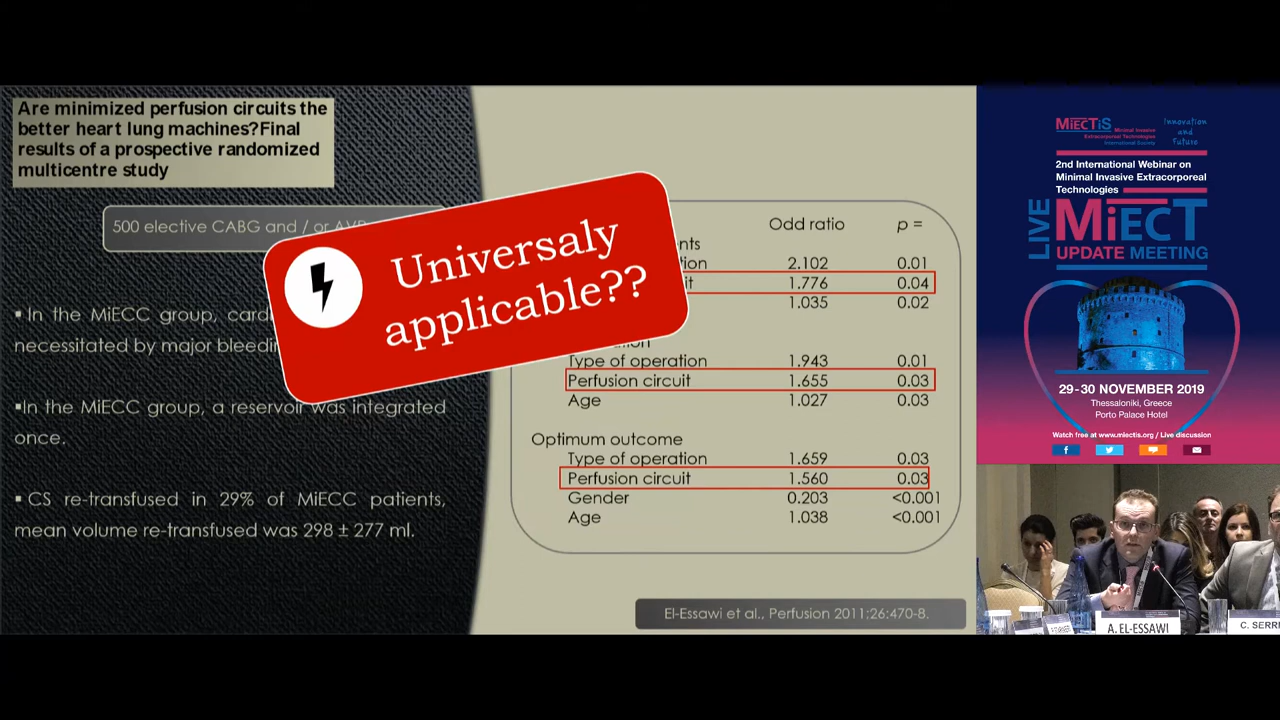 Are minimized perfusion circuits the
better heart lung machines?Final
results of a prospective randomized
multicentre study
500 elective CABG and / or
▪ In the MiECC group,
necessitated by major
▪In the MiECC group, a reservoir was integrated
once.
▪ CS re-transfused in 29% of MiECC patients,
mean volume re-transfused was 298 ± 277 ml.
Universaly
applicable??
Odd ratio p =
2.102 0.01
1.776 0.04
1.035 0.02
Type of operation 1.943 0.01
Perfusion circuit 1.655 0.03
Age 1.027 0.03
Optimum outcome
Type of operation 1.659 0.03
Perfusion circuit 1.560 0.03
Gender 0.203 <0.001
Age 1.038 <0.001
El-Essawi et al., Perfusion 2011;26:470-8.
MiECTiS
Minimal Invasive
Extracorporeal Technologies
International Society
Innovation
and
Future
2nd International Webinar on
Minimal Invasive Extracorporeal
Technologies
LIVE
MiECT
UPDATE MEETING
29-30 NOVEMBER 2019
Thessaloniki, Greece
Porto Palace Hotel
Watch free at www.miectis.org / Live discussion
A. EL-ESSAWI